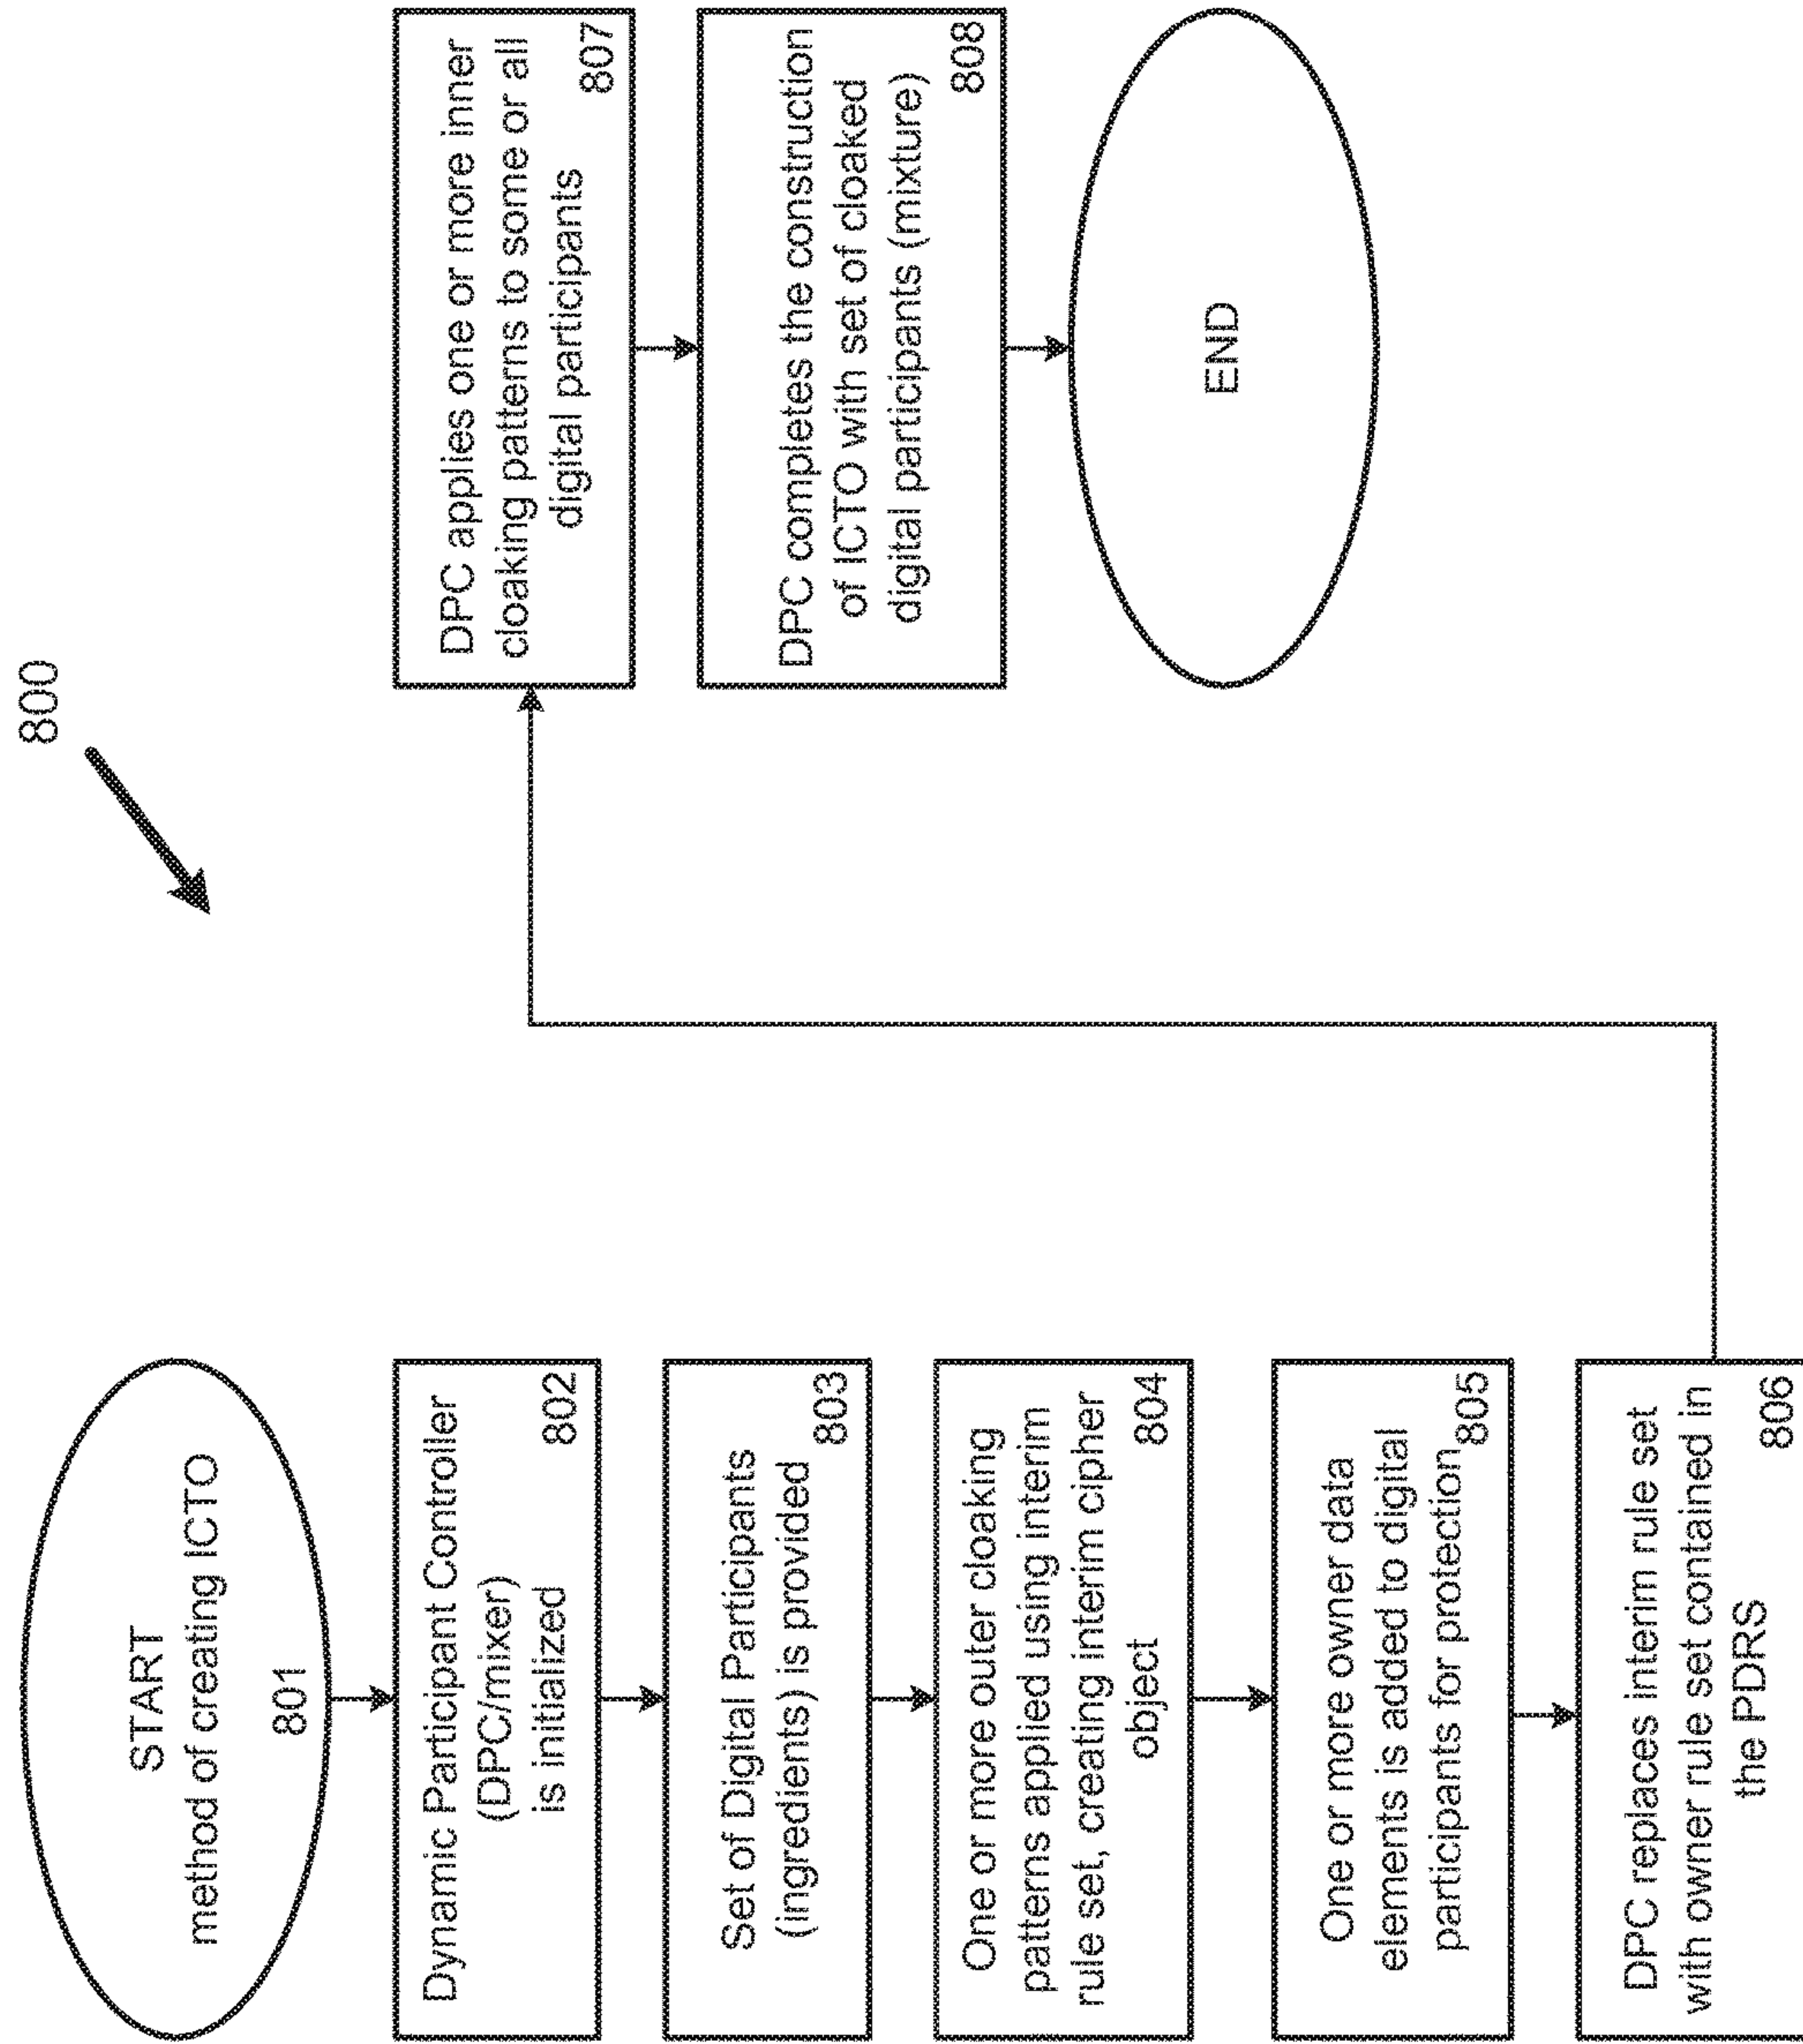 800
START
method of creating ICTO
801
Dynamic Participant Controller
(DPC/mixer)
is initialized
802
Set of Digital Participants
(ingredients) is provided
803
One or more outer cloaking
patterns applied using interim
rule set, creating interim cipher
object
804
One or more owner data
elements is added to digital
participants for protection
805
DPC replaces interim rule set
with owner rule set contained in
the PDRS
806
DPC applies one or more inner
cloaking patterns to some or all
digital participants
807
DPC completes the construction
of ICTO with set of cloaked
digital participants (mixture)
808
END